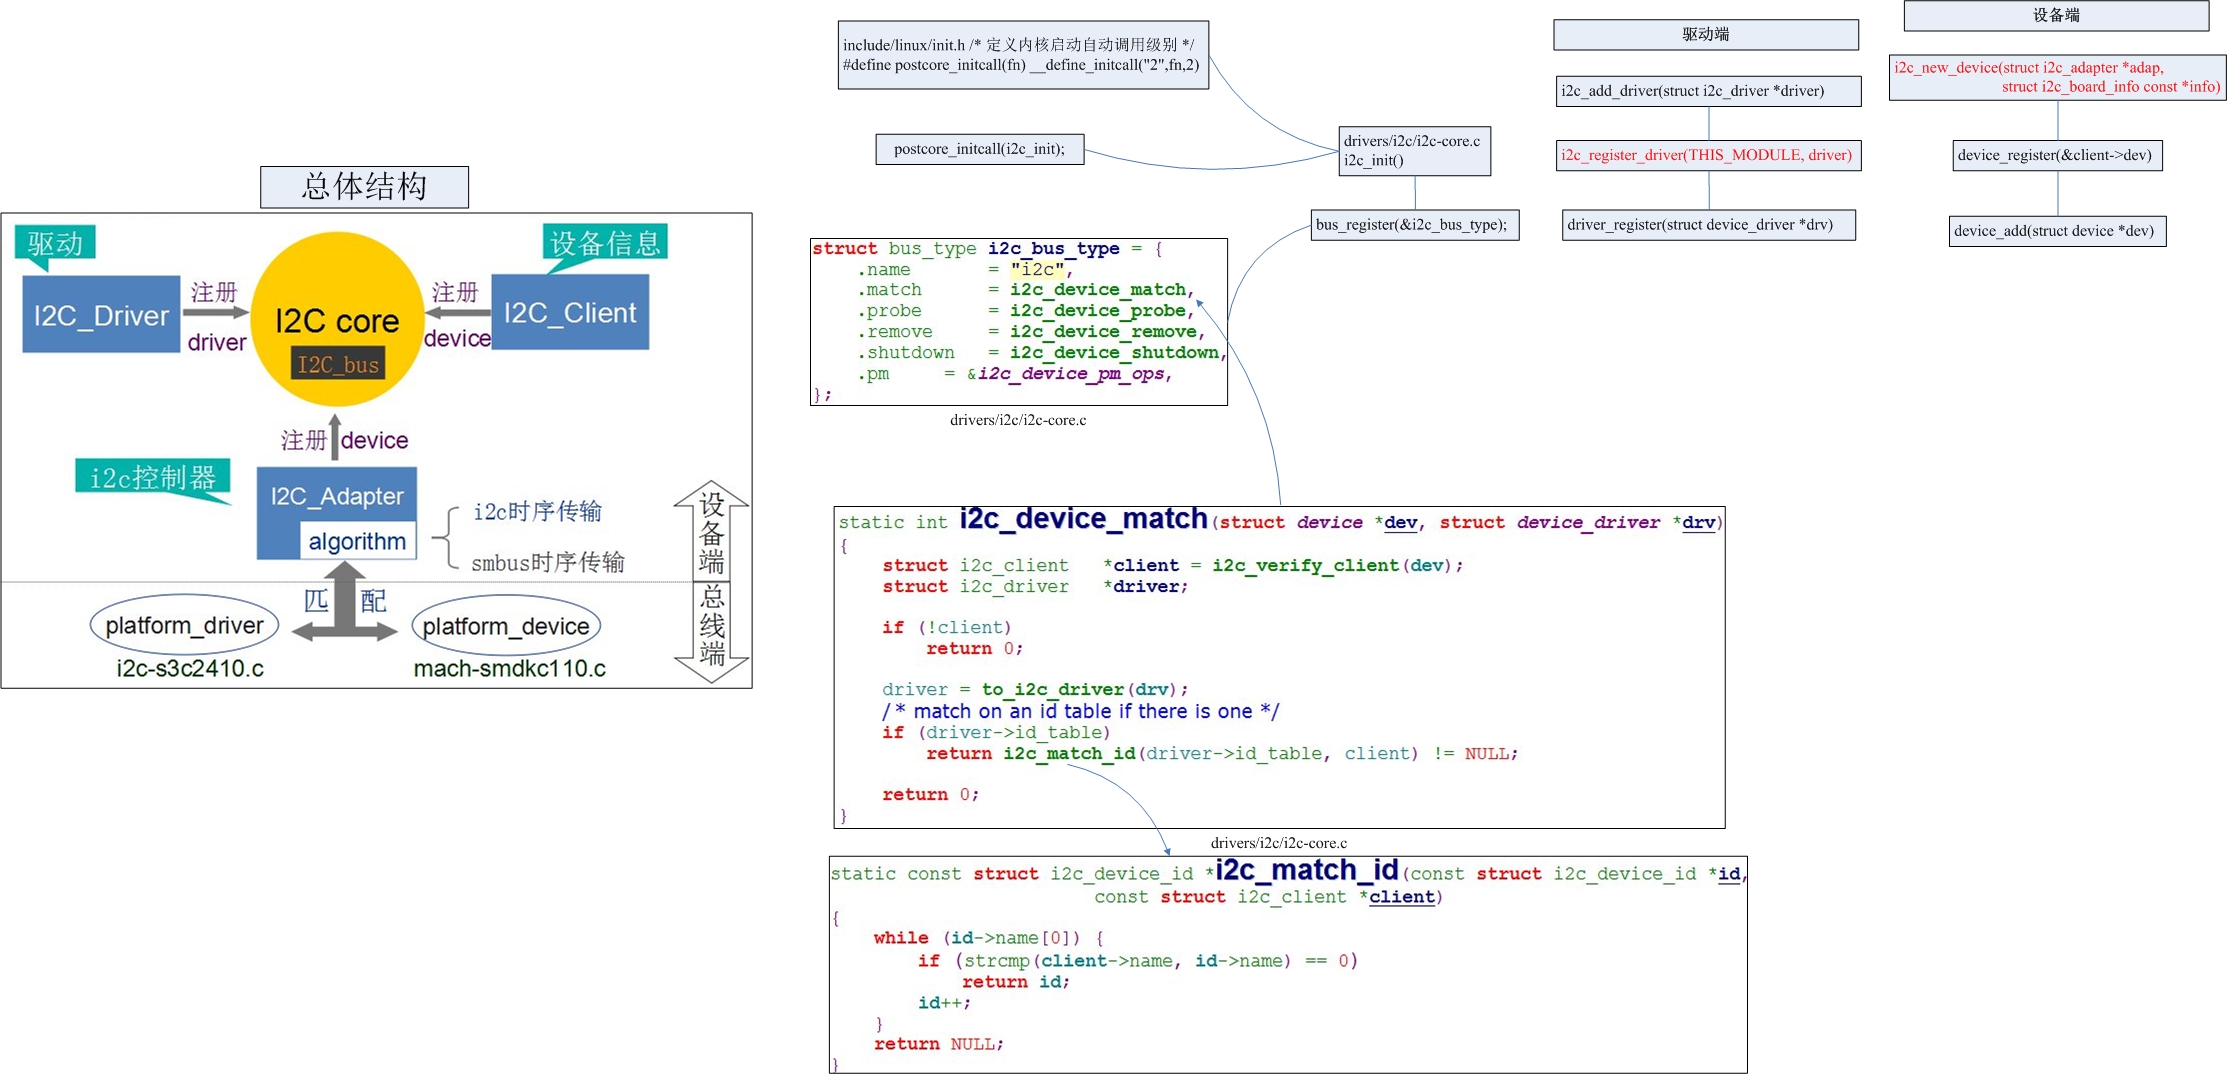 总体结构
驱动
设备信息
I2C_Driver
注册
driver
I2C core
I2C_bus
注册
device
I2C_Client
注册 device
i2c控制器
I2C_Adapter
algorithm
i2c时序传输
smbus时序传输
设备端
总线端
匹 配
platform_driver
platform_device
i2c-s3c2410.c
mach-smdkc110.c
include/linux/init.h /* 定义内核启动自动调用级别 */
#define postcore_initcall(fn) __define_initcall("2",fn,2)
postcore_initcall(i2c_init);
drivers/i2c/i2c-core.c
i2c_init()
bus_register(&i2c_bus_type);
驱动端
i2c_add_driver(struct i2c_driver *driver)
i2c_register_driver(THIS_MODULE, driver)
driver_register(struct device_driver *drv)
设备端
i2c_new_device(struct i2c_adapter *adap,
struct i2c_board_info const *info)
device_register(&client->dev)
device_add(struct device *dev)
struct bus_type i2c_bus_type = {
.name = "i2c",
.match = i2c_device_match,
.probe = i2c_device_probe,
.remove = i2c_device_remove,
.shutdown = i2c_device_shutdown,
.pm = &i2c_device_pm_ops,
};
drivers/i2c/i2c-core.c
static int i2c_device_match(struct device *dev, struct device_driver *drv)
{
struct i2c_client *client = i2c_verify_client(dev);
struct i2c_driver *driver;
if (!client)
return 0;
driver = to_i2c_driver(drv);
/* match on an id table if there is one */
if (driver->id_table)
return i2c_match_id(driver->id_table, client) != NULL;
return 0;
}
drivers/i2c/i2c-core.c
static const struct i2c_device_id *i2c_match_id(const struct i2c_device_id *id,
const struct i2c_client *client)
{
while (id->name[0]) {
if (strcmp(client->name, id->name) == 0)
return id;
id++;
}
return NULL;
}